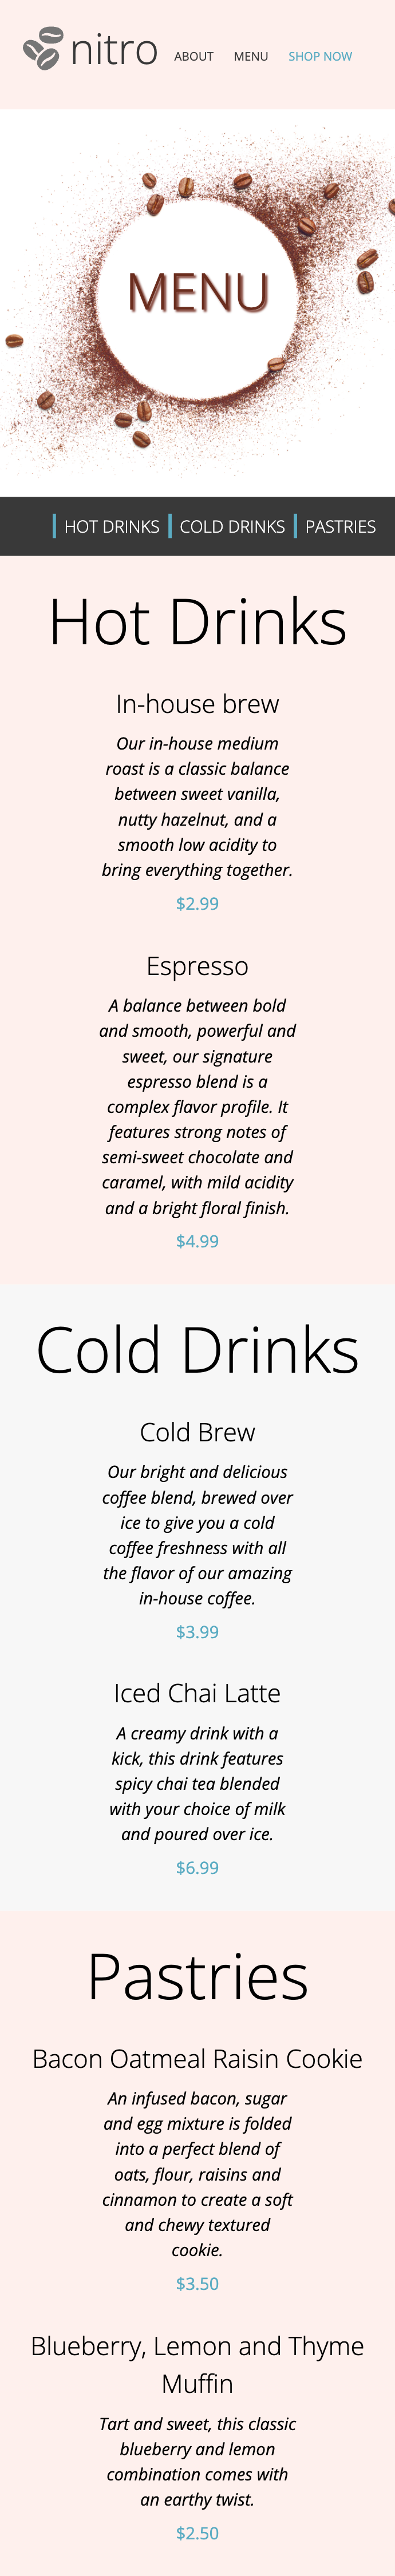 nitro
ABOUT MENU SHOP NOW
MENU
HOT DRINKS COLD DRINKS PASTRIES
Hot Drinks
In-house brew
Our in-house medium
roast is a classic balance
between sweet vanilla,
nutty hazelnut, and a
smooth low acidity to
bring everything together.
$2.99
Espresso
A balance between bold
and smooth, powerful and
sweet, our signature
espresso blend is a
complex flavor profile. It
features strong notes of
semi-sweet chocolate and
caramel, with mild acidity
and a bright floral finish.
$4.99
Cold Drinks
Cold Brew
Our bright and delicious
coffee blend, brewed over
ice to give you a cold
coffee freshness with all
the flavor of our amazing
in-house coffee.
$3.99
Iced Chai Latte
A creamy drink with a
kick, this drink features
spicy chai tea blended
with your choice of milk
and poured over ice.
$6.99
Pastries
Bacon Oatmeal Raisin Cookie
An infused bacon, sugar
and egg mixture is folded
into a perfect blend of
oats, flour, raisins and
cinnamon to create a soft
and chewy textured
cookie.
$3.50
Blueberry, Lemon and Thyme
Muffin
Tart and sweet, this classic
blueberry and lemon
combination comes with
an earthy twist.
$2.50